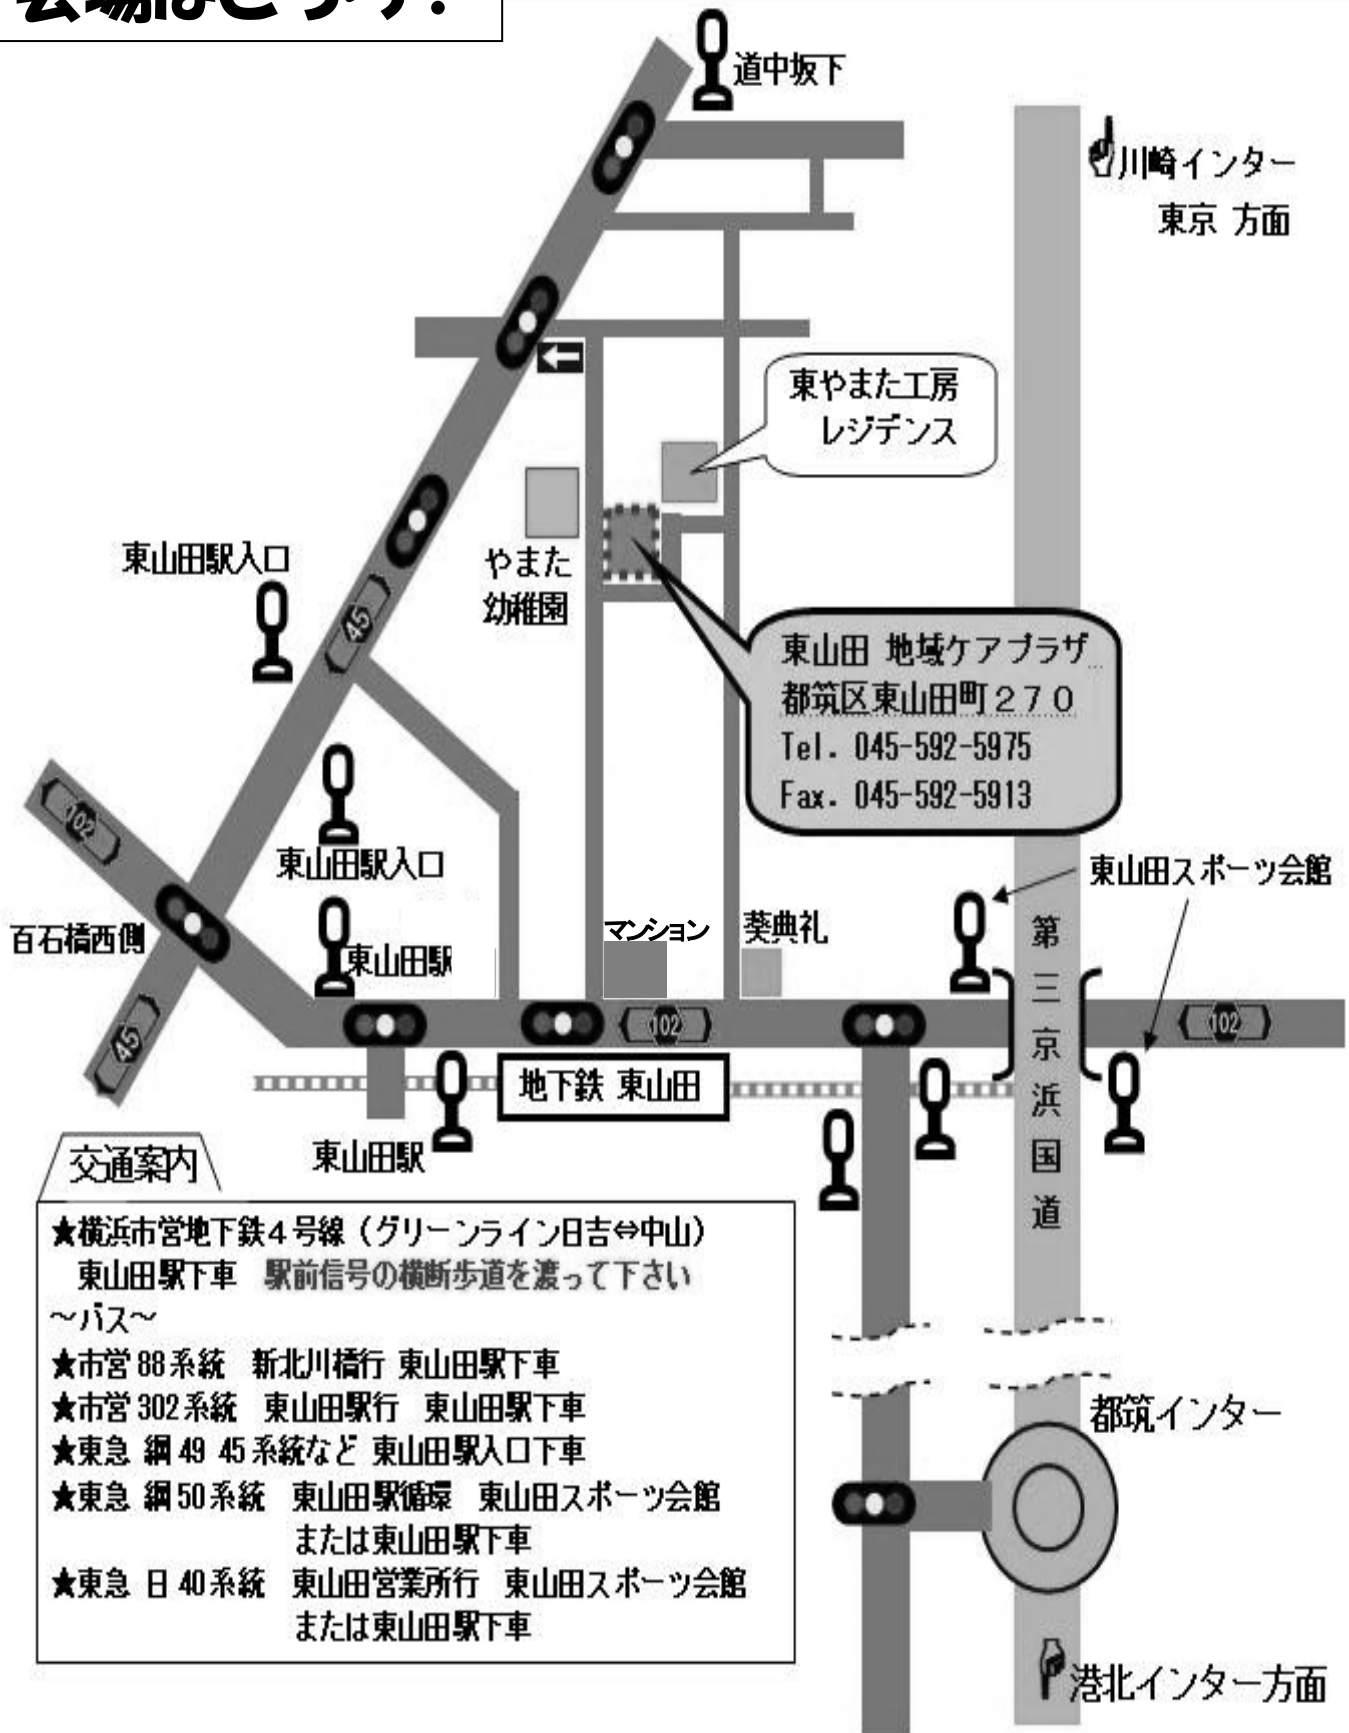 会場はどっち?
道中坂下
川崎インター
東京 方面
東やまた工房
レジデンス
東山田駅入口
45
やまた
幼稚園
東山田 地域ケアプラザ
都筑区東山田町270
Tel. 045-592-5975
Fax. 045-592-5913
102
東山田駅入口
東山田スポーツ会館
百石橋西側
東山田駅
マンション
葵典礼
第三京浜国道
45
102
102
地下鉄 東山田
東山田駅
交通案内
★横浜市営地下鉄4号線(グリーンライン日吉⇔中山)
東山田駅下車 駅前信号の横断歩道を渡って下さい
~バス~
★市営88系統 新北川橋行 東山田駅下車
★市営302系統 東山田駅行 東山田駅下車
★東急 綱49 45系統など 東山田駅入口下車
★東急 綱50系統 東山田駅循環 東山田スポーツ会館
または東山田駅下車
★東急 日40系統 東山田営業所行 東山田スポーツ会館
または東山田駅下車
都筑インター
港北インター方面